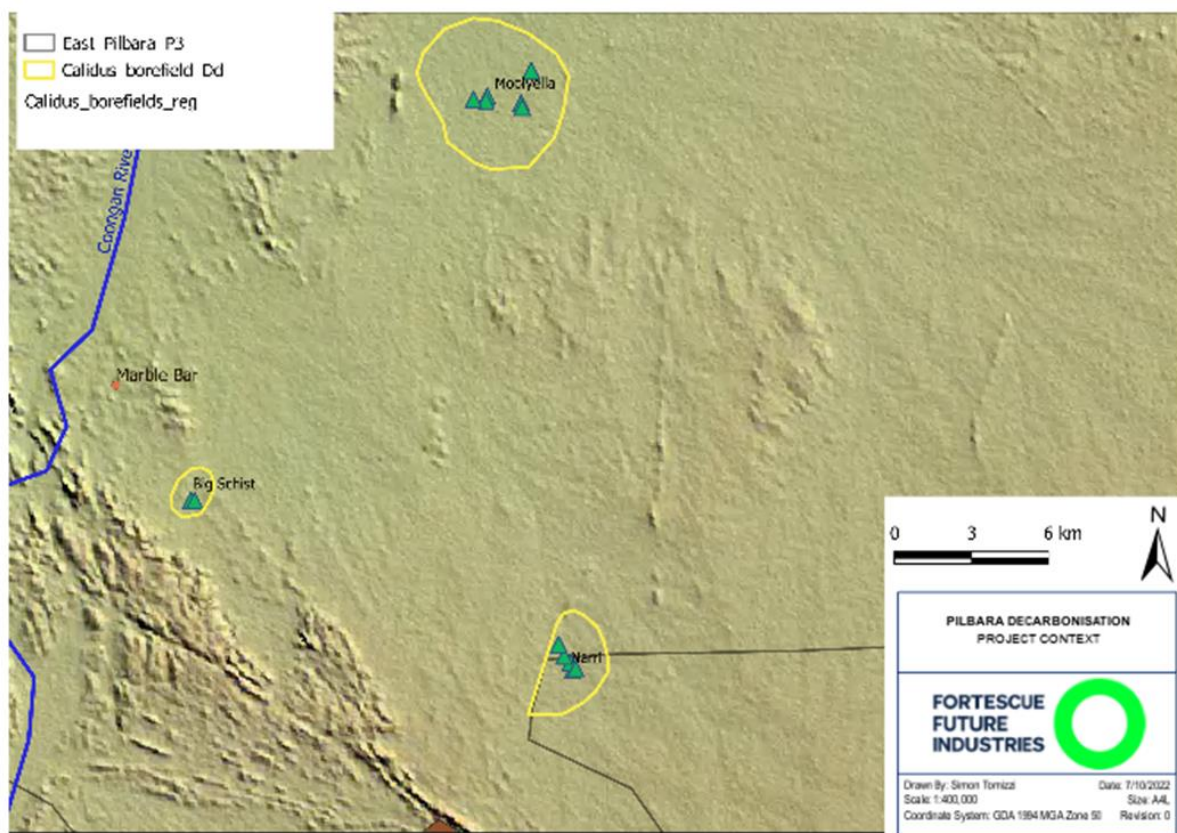 East Pilbara P3
Calidus borefield Dd
Calidus_borefields_reg
Moolyella
Coongan River
Marble Bar
Big Schist
Narri
0 3 6 km
N
PILBARA DECARBONISATION
PROJECT CONTEXT
FORTESCUE
FUTURE
INDUSTRIES
Drawn By: Simon Tomizzi Date: 7/10/2022
Scale: 1:400,000 Size: A4L
Coordinate System: GDA 1994 MGA Zone 50 Revision: 0